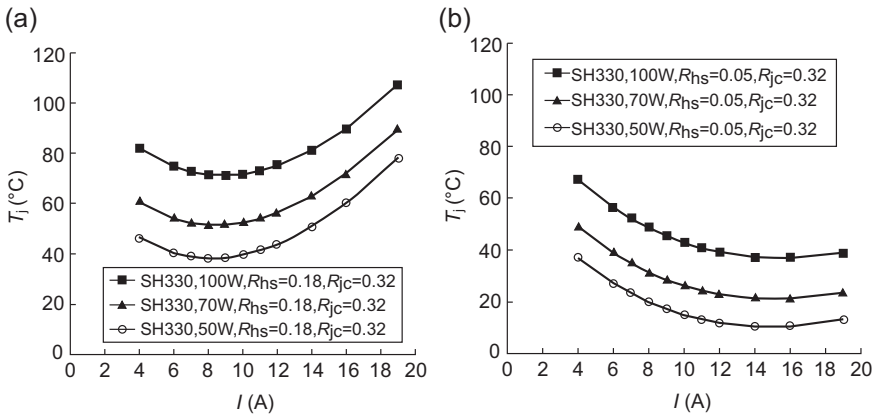 (a)
120
100
80
60
40
20
0
Tj (°C)
SH330,100W,Rhs=0.18,Rjc=0.32
SH330,70W,Rhs=0.18,Rjc=0.32
SH330,50W,Rhs=0.18,Rjc=0.32
0 2 4 6 8 10 12 14 16 18 20
I (A)
(b)
120
100
80
60
40
20
0
Tj (°C)
SH330,100W,Rhs=0.05,Rjc=0.32
SH330,70W,Rhs=0.05,Rjc=0.32
SH330,50W,Rhs=0.05,Rjc=0.32
0 2 4 6 8 10 12 14 16 18 20
I (A)